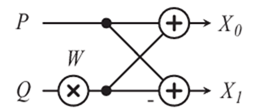 P + X₀
W
Q × - + X₁